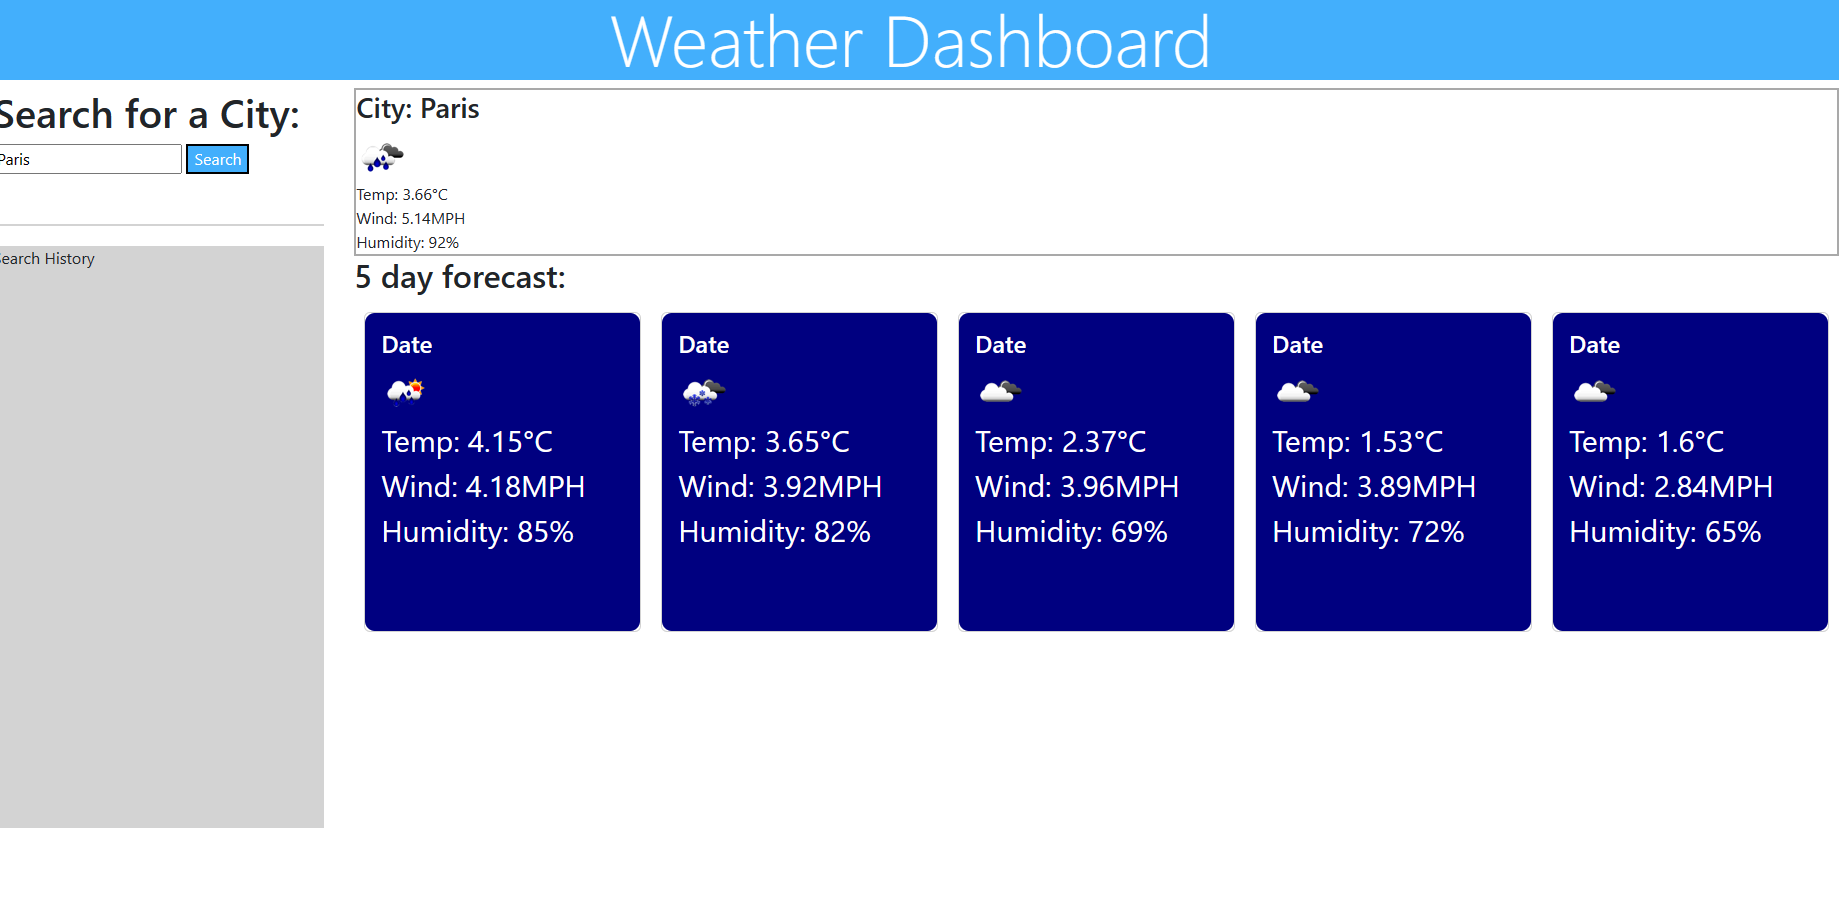 Weather Dashboard
Search for a City:
Paris
Search
Search History
City: Paris
Temp: 3.66°C
Wind: 5.14MPH
Humidity: 92%
5 day forecast:
Date
Temp: 4.15°C
Wind: 4.18MPH
Humidity: 85%
Date
Temp: 3.65°C
Wind: 3.92MPH
Humidity: 82%
Date
Temp: 2.37°C
Wind: 3.96MPH
Humidity: 69%
Date
Temp: 1.53°C
Wind: 3.89MPH
Humidity: 72%
Date
Temp: 1.6°C
Wind: 2.84MPH
Humidity: 65%